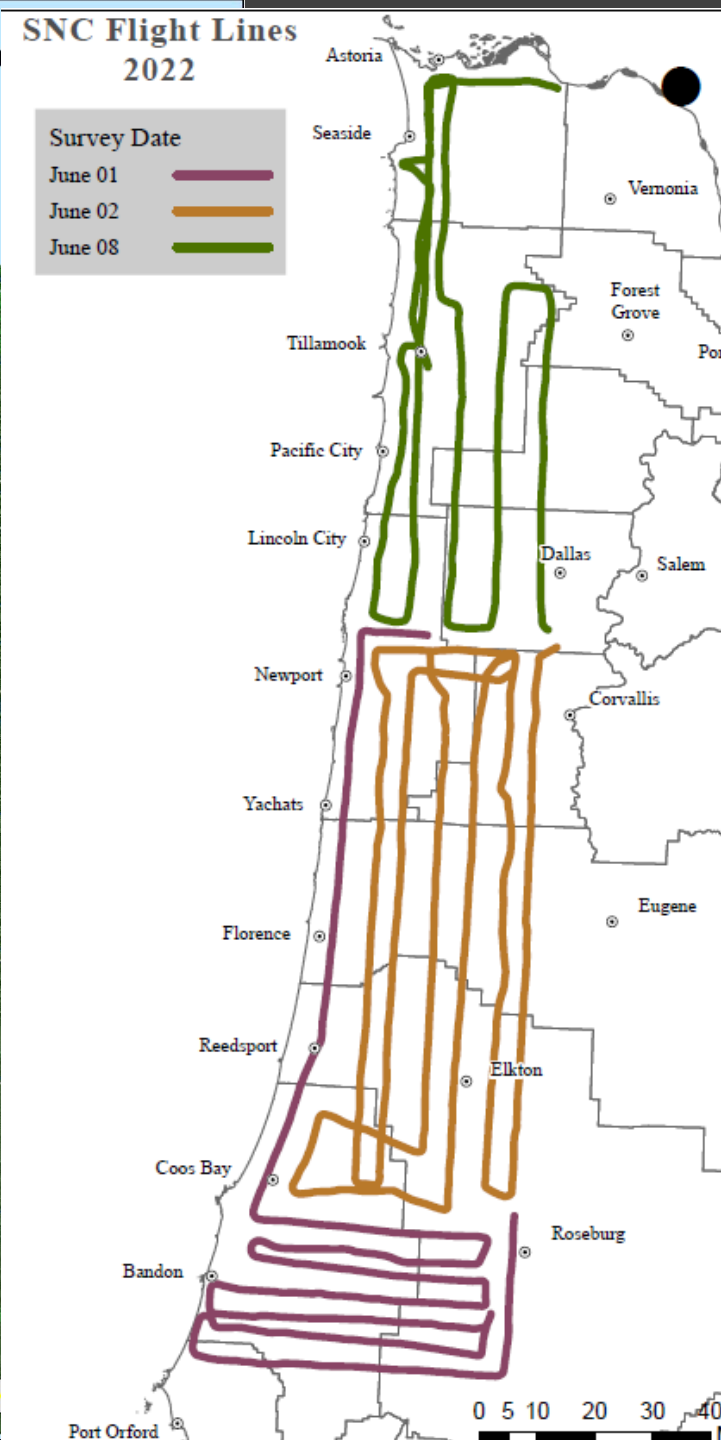 SNC Flight Lines
2022
Survey Date
June 01
June 02
June 08
Astoria
Seaside
Vernonia
Forest
Grove
Tillamook
Pacific City
Lincoln City
Dallas
Salem
Newport
Corvallis
Yachats
Eugene
Florence
Reedsport
Elkton
Coos Bay
Roseburg
Bandon
Port Orford
0 5 10 20 30 40